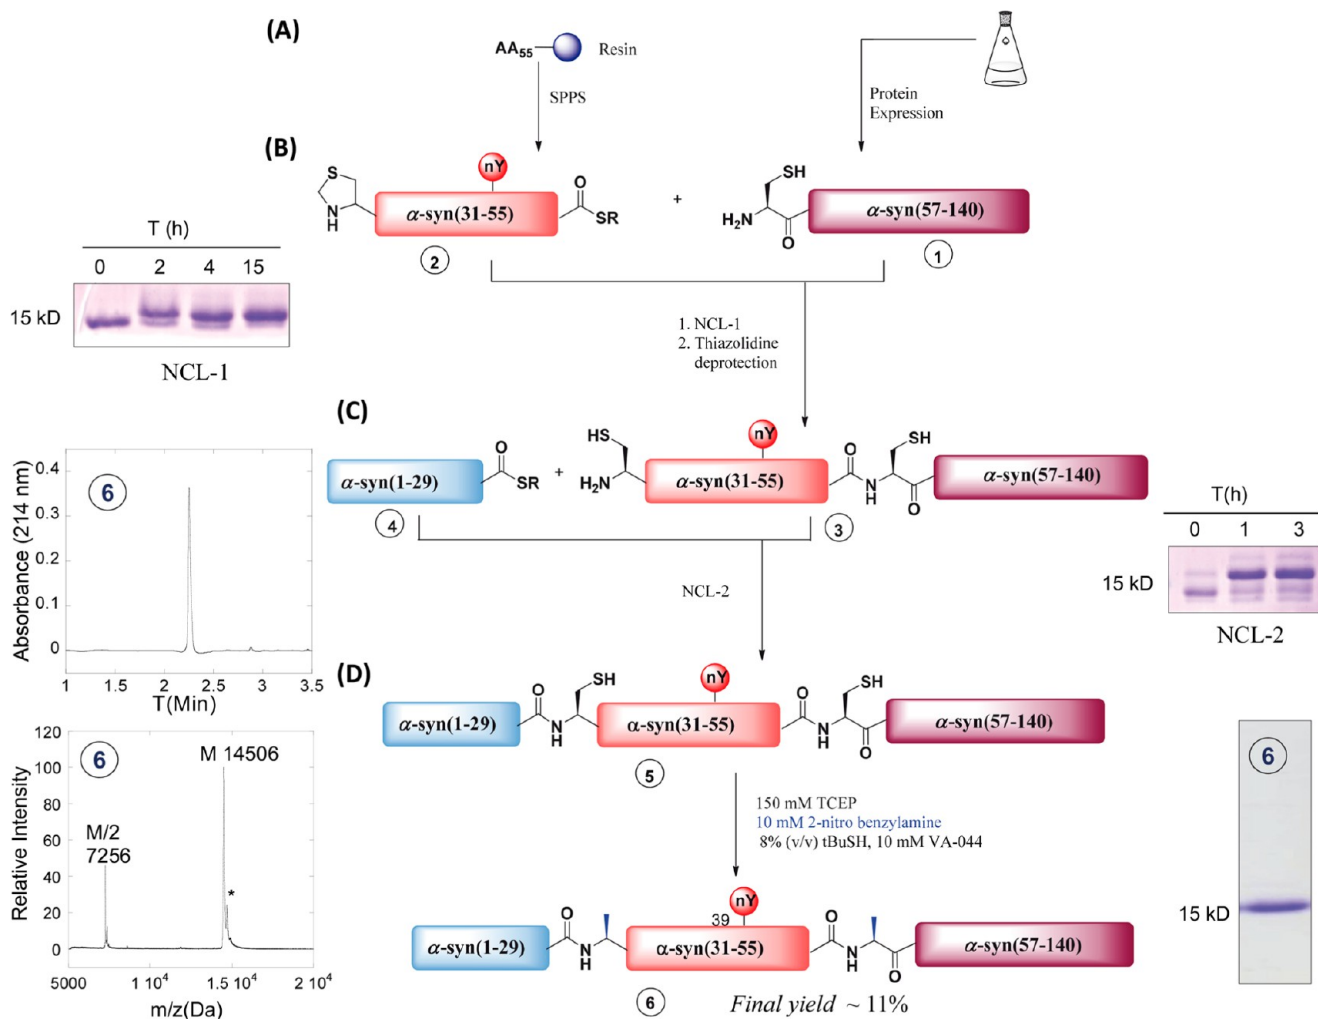 (A)
AA55
Resin
SPPS
Protein
Expression
(B)
nY
S
N
H
α-syn(31-55)
O
SR
2
+
SH
H2N
O
α-syn(57-140)
1
T (h)
0 2 4 15
15 kD
NCL-1
1. NCL-1
2. Thiazolidine
deprotection
(C)
α-syn(1-29)
O
SR
4
+
HS
H2N
nY
α-syn(31-55)
O
N
H
SH
O
α-syn(57-140)
3
T(h)
0 1 3
15 kD
NCL-2
NCL-2
6
Absorbance (214 nm)
0.4
0.3
0.2
0.1
0
1 1.5 2 2.5 3 3.5
T(Min)
(D)
α-syn(1-29)
O
N
H
SH
nY
α-syn(31-55)
O
N
H
SH
O
α-syn(57-140)
5
150 mM TCEP
10 mM 2-nitro benzylamine
8% (v/v) tBuSH, 10 mM VA-044
6
M 14506
M/2
7256
*
Relative Intensity
120
100
80
60
40
20
0
5000 1 10^4 1.5 10^4 2 10^4
m/z(Da)
α-syn(1-29)
O
N
H
nY
39
α-syn(31-55)
O
N
H
O
α-syn(57-140)
6
Final yield ~ 11%
6
15 kD